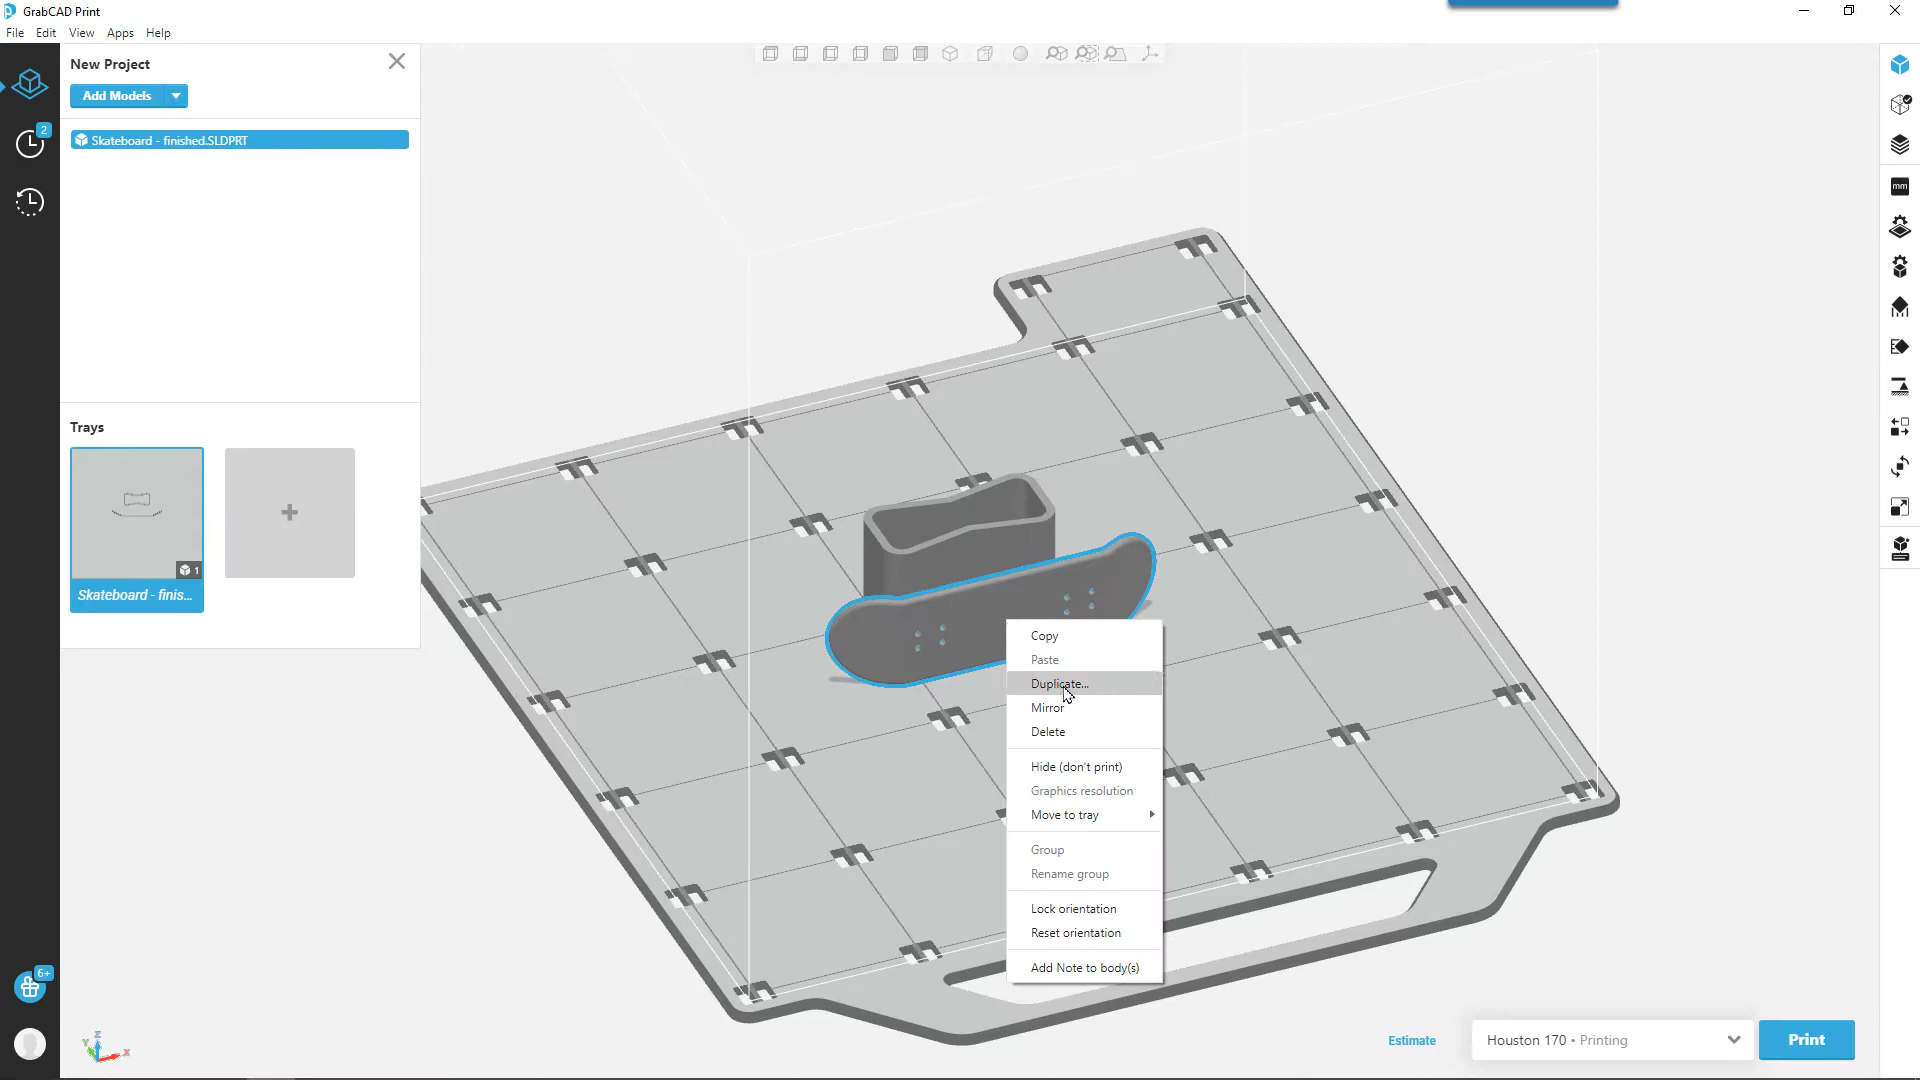 GrabCAD Print
File Edit View Apps Help
New Project
Add Models
Skateboard - finished.SLDPRT
2
mm
Trays
1
Skateboard - finis...
Copy
Paste
Duplicate...
Mirror
Delete
Hide (don't print)
Graphics resolution
Move to tray
Group
Rename group
Lock orientation
Reset orientation
Add Note to body(s)
6+
Z
Y
X
Estimate
Houston 170 • Printing
Print